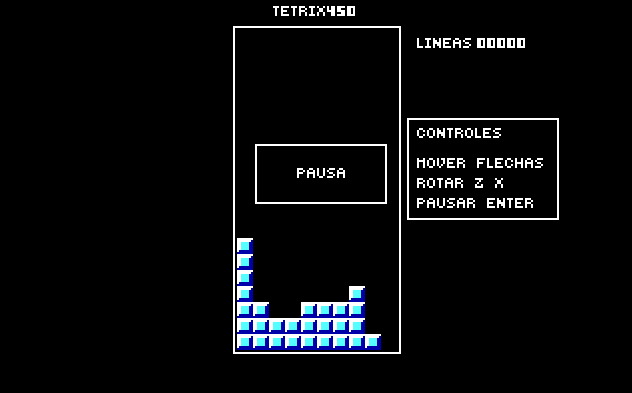 TETRIX450
LINEAS 00000
CONTROLES
MOVER FLECHAS
ROTAR Z X
PAUSAR ENTER
PAUSA